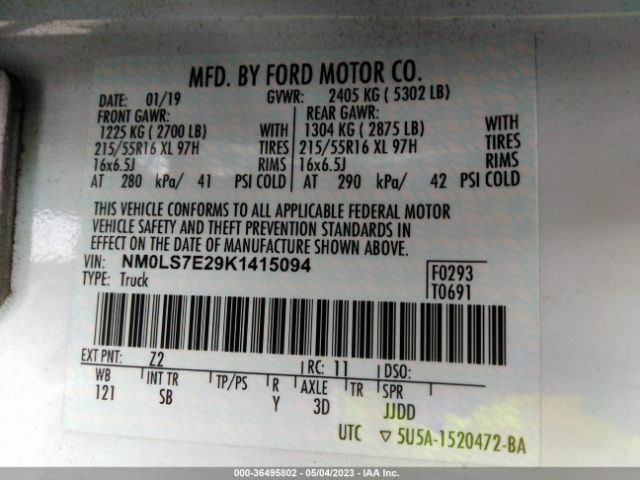 MFD. BY FORD MOTOR CO.
DATE: 01/19 GVWR: 2405 KG ( 5302 LB)
FRONT GAWR: REAR GAWR:
1225 KG ( 2700 LB) WITH 1304 KG ( 2875 LB) WITH
215/55R16 XL 97H TIRES 215/55R16 XL 97H TIRES
16x6.5J RIMS 16x6.5J RIMS
AT 280 kPa/ 41 PSI COLD AT 290 kPa/ 42 PSI COLD
THIS VEHICLE CONFORMS TO ALL APPLICABLE FEDERAL MOTOR
VEHICLE SAFETY AND THEFT PREVENTION STANDARDS IN
EFFECT ON THE DATE OF MANUFACTURE SHOWN ABOVE.
VIN: NM0LS7E29K1415094 F0293
TYPE: Truck T0691
EXT PNT: Z2 RC: 11 DSO:
WB INT TR TP/PS R AXLE TR SPR
121 SB Y 3D JJDD
UTC ▽ 5U5A-1520472-BA
000-36495802 - 05/04/2023 - IAA Inc.